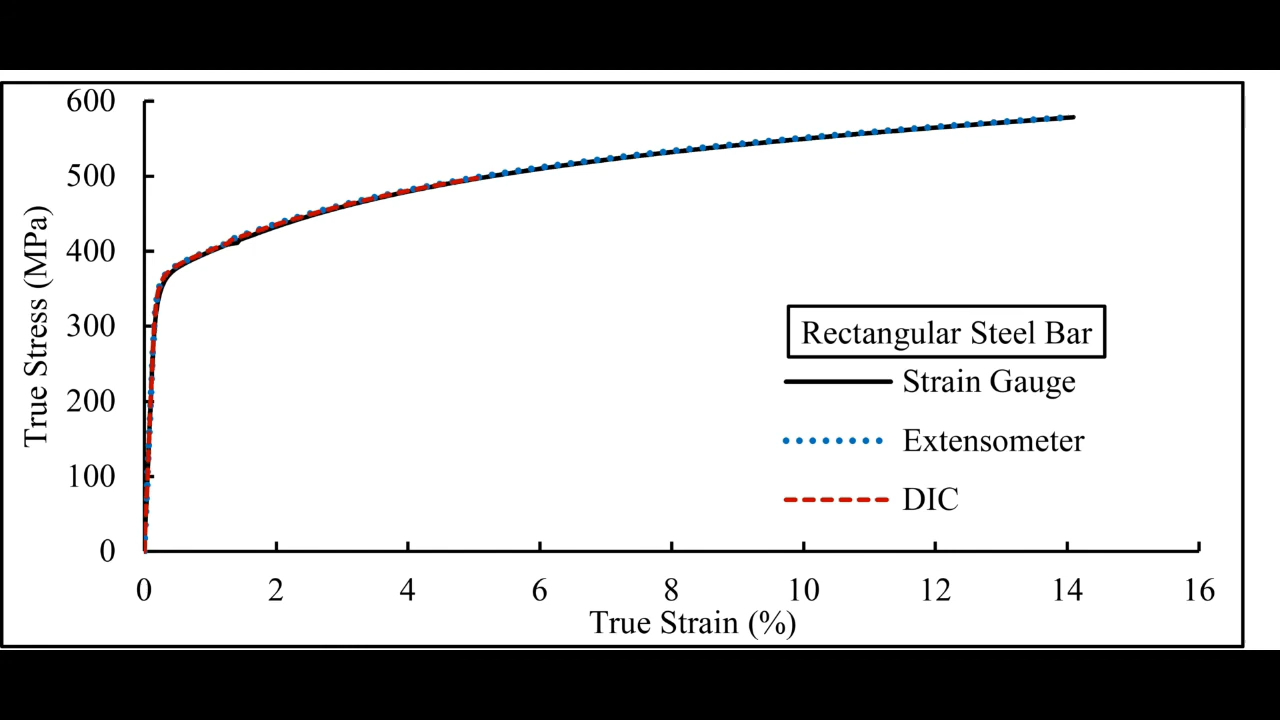 600
500
400
300
200
100
0
True Stress (MPa)
Rectangular Steel Bar
Strain Gauge
Extensometer
DIC
0 2 4 6 8 10 12 14 16
True Strain (%)